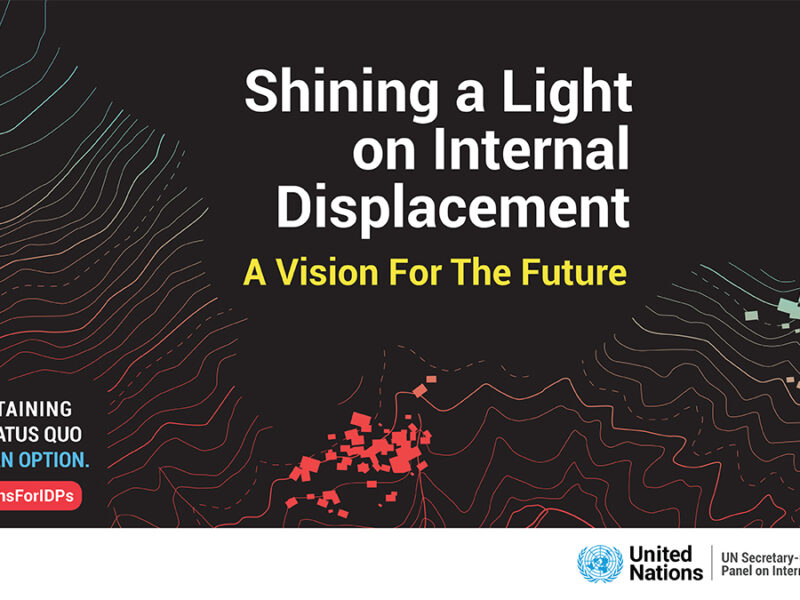 Shining a Light
on Internal
Displacement
A Vision For The Future
TAINING
ATUS QUO
N OPTION.
nsForIDPs
United
Nations
UN Secretary-
Panel on Intern